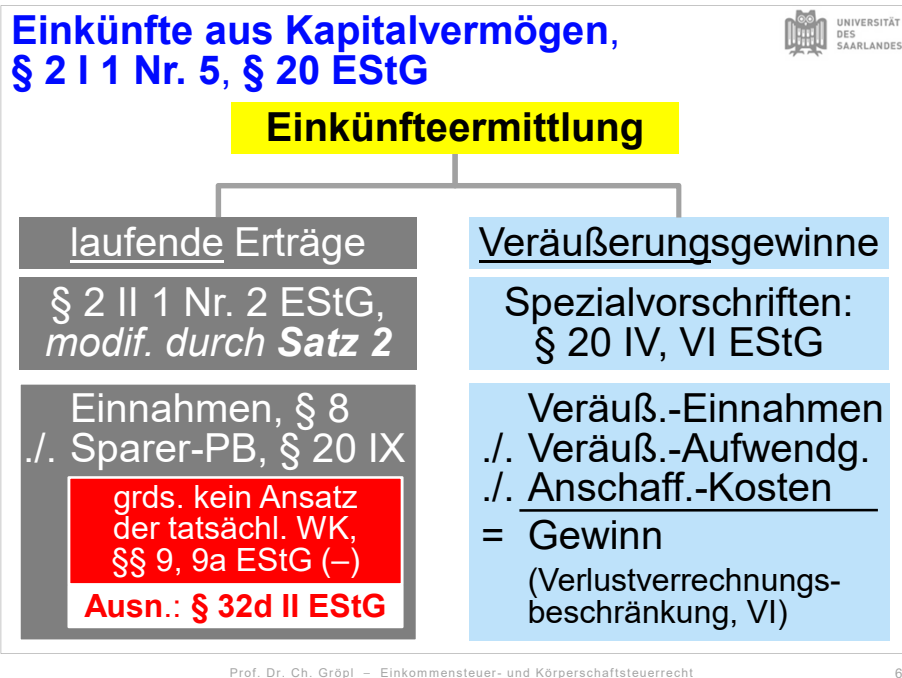 Einkünfte aus Kapitalvermögen,
§ 2 I 1 Nr. 5, § 20 EStG
UNIVERSITÄT
DES
SAARLANDES
Einkünfteermittlung
laufende Erträge
§ 2 II 1 Nr. 2 EStG,
modif. durch Satz 2
Einnahmen, § 8
./. Sparer-PB, § 20 IX
grds. kein Ansatz
der tatsächl. WK,
§§ 9, 9a EStG (–)
Ausn.: § 32d II EStG
Veräußerungsgewinne
Spezialvorschriften:
§ 20 IV, VI EStG
Veräuß.-Einnahmen
./. Veräuß.-Aufwendg.
./. Anschaff.-Kosten
= Gewinn
(Verlustverrechnungs-
beschränkung, VI)
Prof. Dr. Ch. Gröpl – Einkommensteuer- und Körperschaftsteuerrecht
6